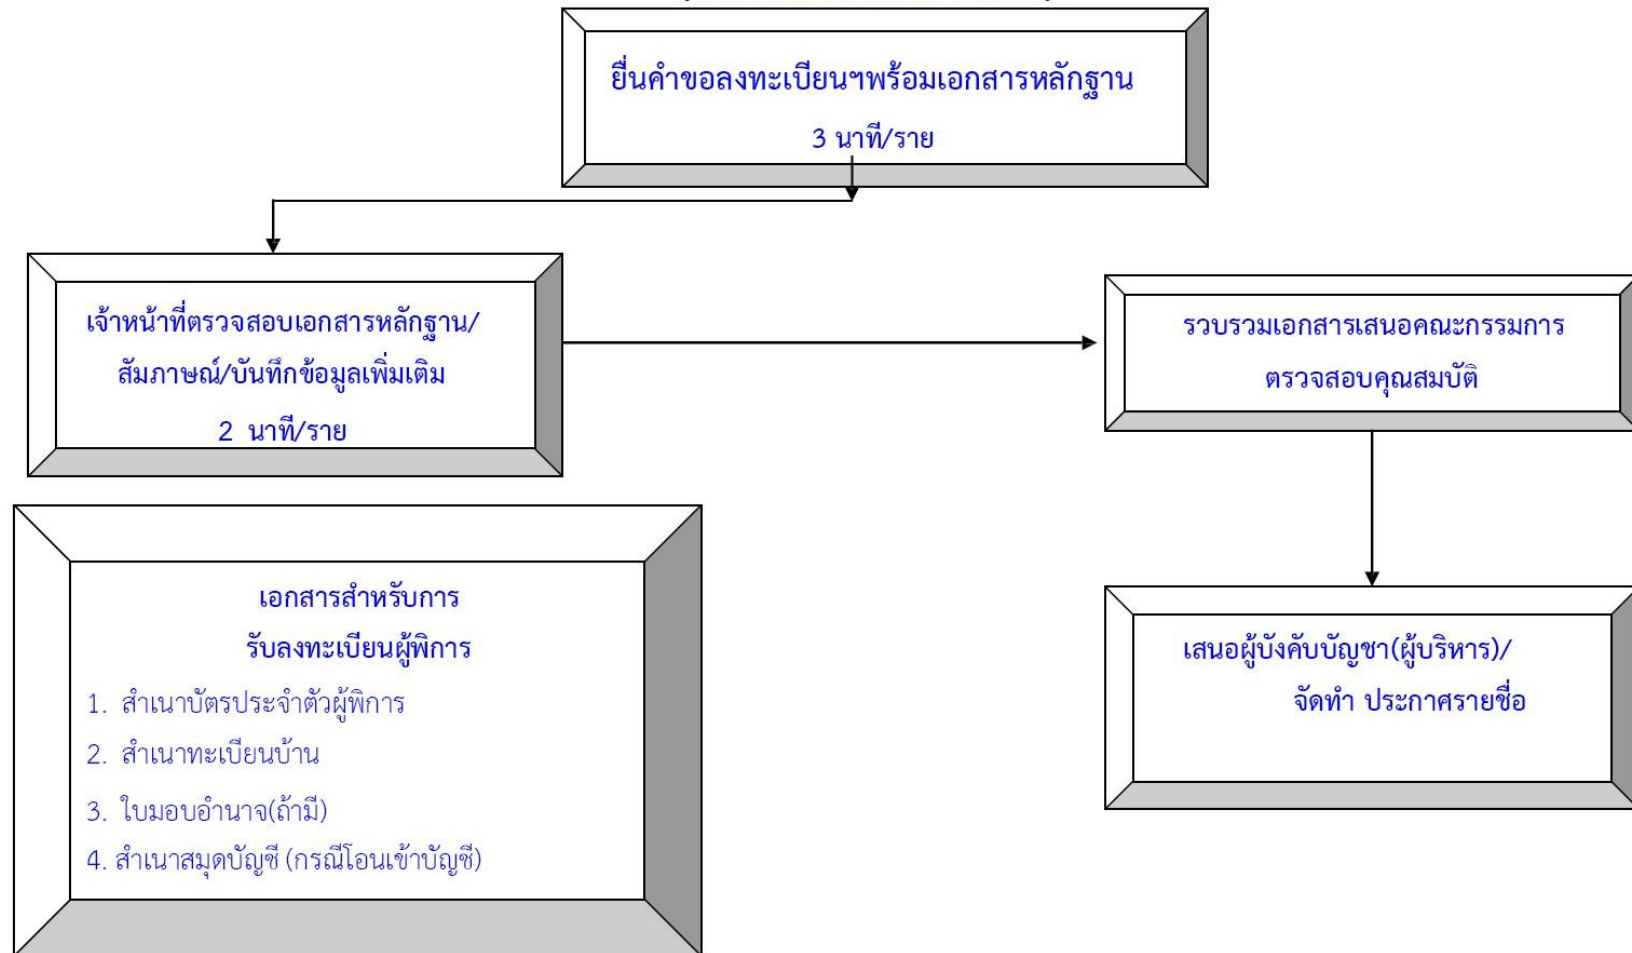 ยื่นคำขอลงทะเบียนฯพร้อมเอกสารหลักฐาน
3 นาที/ราย
เจ้าหน้าที่ตรวจสอบเอกสารหลักฐาน/
สัมภาษณ์/บันทึกข้อมูลเพิ่มเติม
2 นาที/ราย
รวบรวมเอกสารเสนอคณะกรรมการ
ตรวจสอบคุณสมบัติ
เสนอผู้บังคับบัญชา(ผู้บริหาร)/
จัดทำ ประกาศรายชื่อ
เอกสารสำหรับการ
รับลงทะเบียนผู้พิการ
1. สำเนาบัตรประจำตัวผู้พิการ
2. สำเนาทะเบียนบ้าน
3. ใบมอบอำนาจ(ถ้ามี)
4. สำเนาสมุดบัญชี (กรณีโอนเข้าบัญชี)